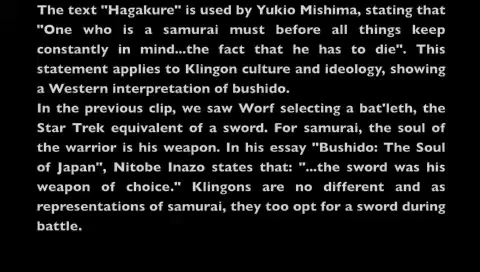 The text "Hagakure" is used by Yukio Mishima, stating that
"One who is a samurai must before all things keep
constantly in mind...the fact that he has to die". This
statement applies to Klingon culture and ideology, showing
a Western interpretation of bushido.
In the previous clip, we saw Worf selecting a bat'leth, the
Star Trek equivalent of a sword. For samurai, the soul of
the warrior is his weapon. In his essay "Bushido: The Soul
of Japan", Nitobe Inazo states that: "...the sword was his
weapon of choice." Klingons are no different and as
representations of samurai, they too opt for a sword during
battle.